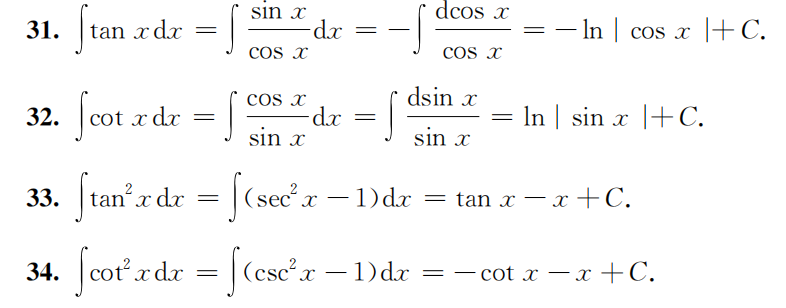 31. ∫tan x dx = ∫ sin x / cos x dx = −∫ dcos x / cos x = −ln | cos x | + C.
32. ∫cot x dx = ∫ cos x / sin x dx = ∫ dsin x / sin x = ln | sin x | + C.
33. ∫tan² x dx = ∫(sec² x − 1)dx = tan x − x + C.
34. ∫cot² x dx = ∫(csc² x − 1)dx = −cot x − x + C.